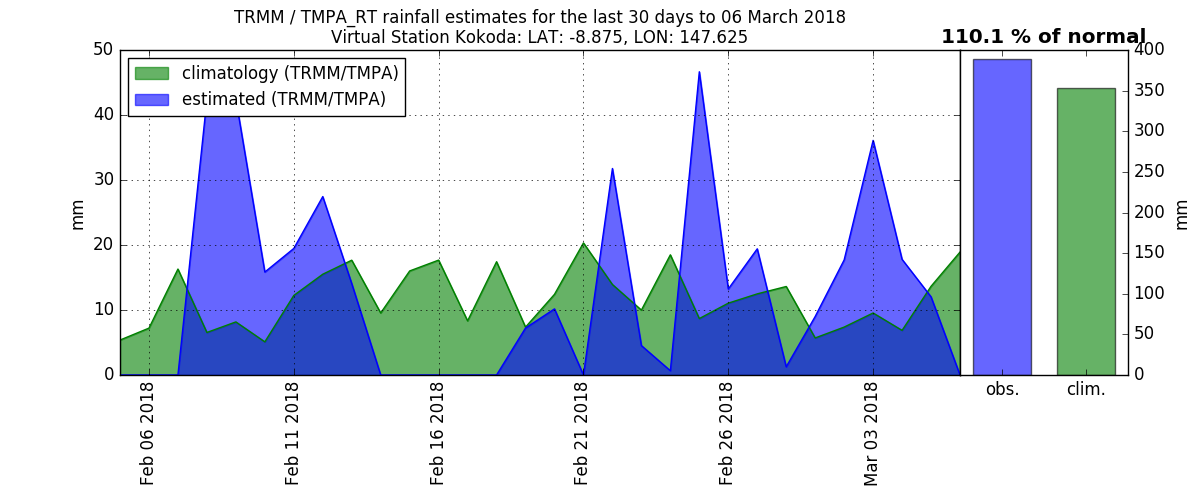 TRMM / TMPA_RT rainfall estimates for the last 30 days to 06 March 2018
Virtual Station Kokoda: LAT: -8.875, LON: 147.625
110.1 % of normal
climatology (TRMM/TMPA)
estimated (TRMM/TMPA)
50
40
30
20
10
0
mm
Feb 06 2018
Feb 11 2018
Feb 16 2018
Feb 21 2018
Feb 26 2018
Mar 03 2018
obs.
clim.
400
350
300
250
200
150
100
50
0
mm